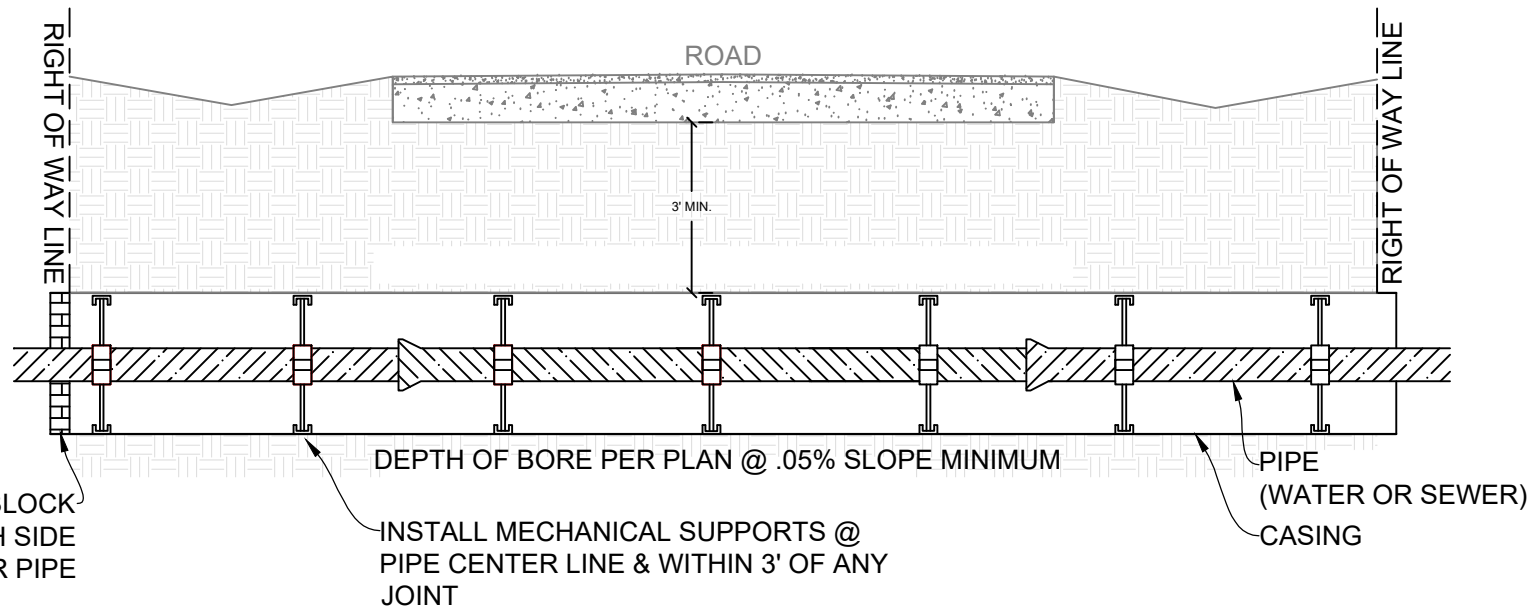 ROAD
RIGHT OF WAY LINE
RIGHT OF WAY LINE
3' MIN.
DEPTH OF BORE PER PLAN @ .05% SLOPE MINIMUM
PIPE
(WATER OR SEWER)
CASING
INSTALL MECHANICAL SUPPORTS @
PIPE CENTER LINE & WITHIN 3' OF ANY
JOINT
LOCK
SIDE
PIPE